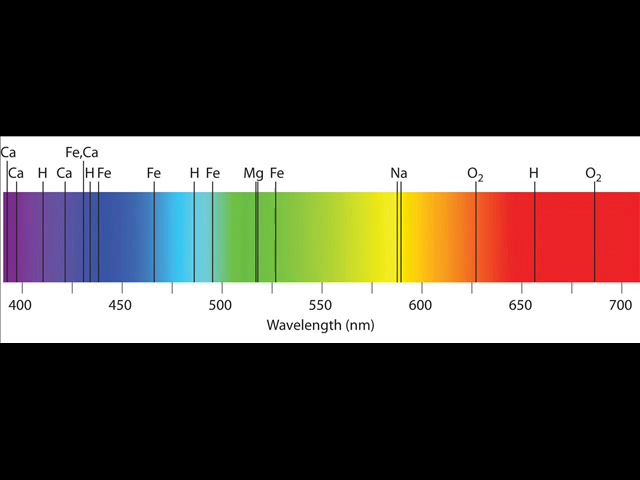 Ca Fe,Ca
Ca H Ca H Fe Fe H Fe Mg Fe Na O₂ H O₂
400 450 500 550 600 650 700
Wavelength (nm)